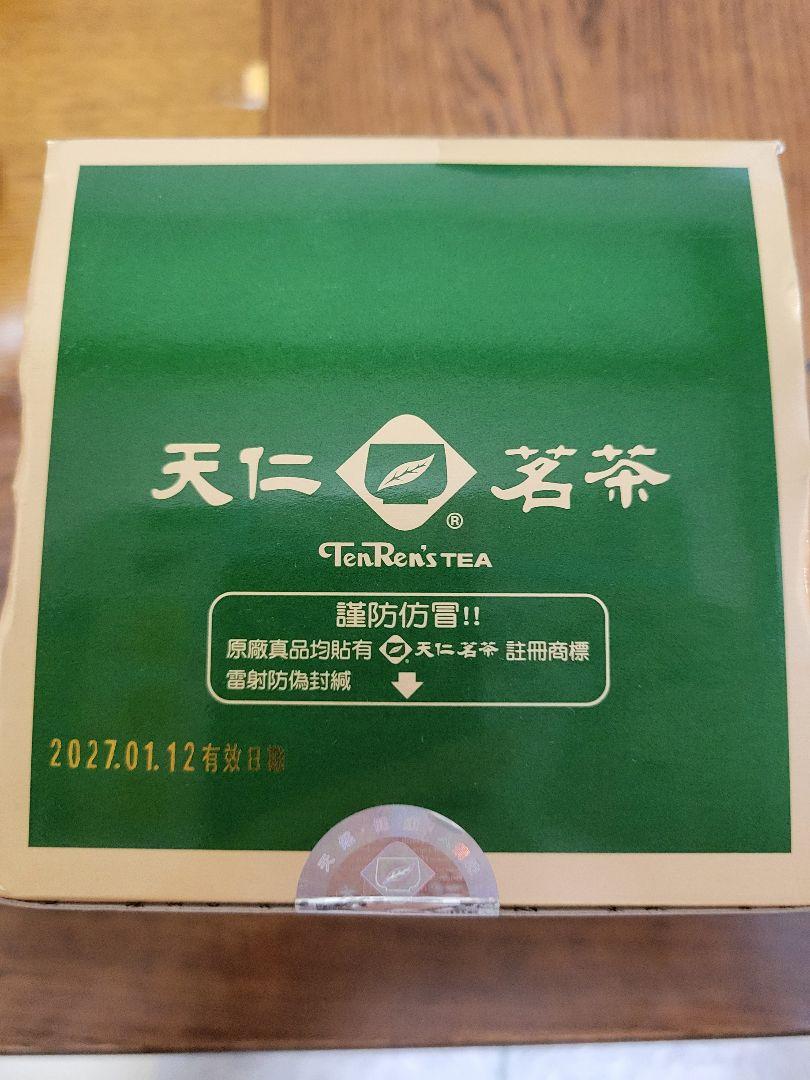 天仁茗茶
®
TenRen's TEA
謹防仿冒!!
原廠真品均貼有 天仁茗茶 註冊商標
雷射防偽封緘
2027.01.12有效日期